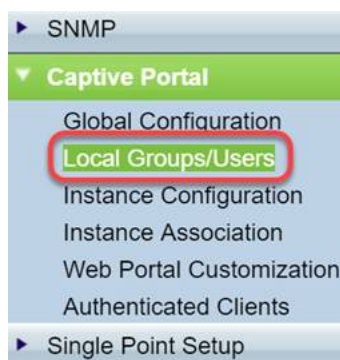 SNMP
Captive Portal
Global Configuration
Local Groups/Users
Instance Configuration
Instance Association
Web Portal Customization
Authenticated Clients
Single Point Setup